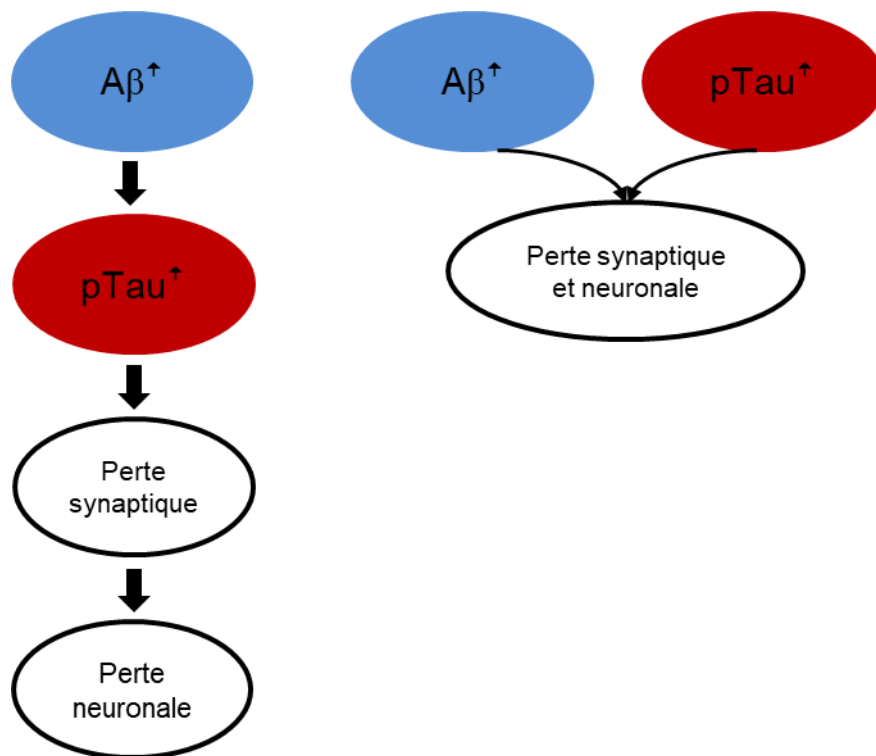 Aβ↑
pTau↑
Perte
synaptique
Perte
neuronale
Aβ↑
pTau↑
Perte synaptique
et neuronale